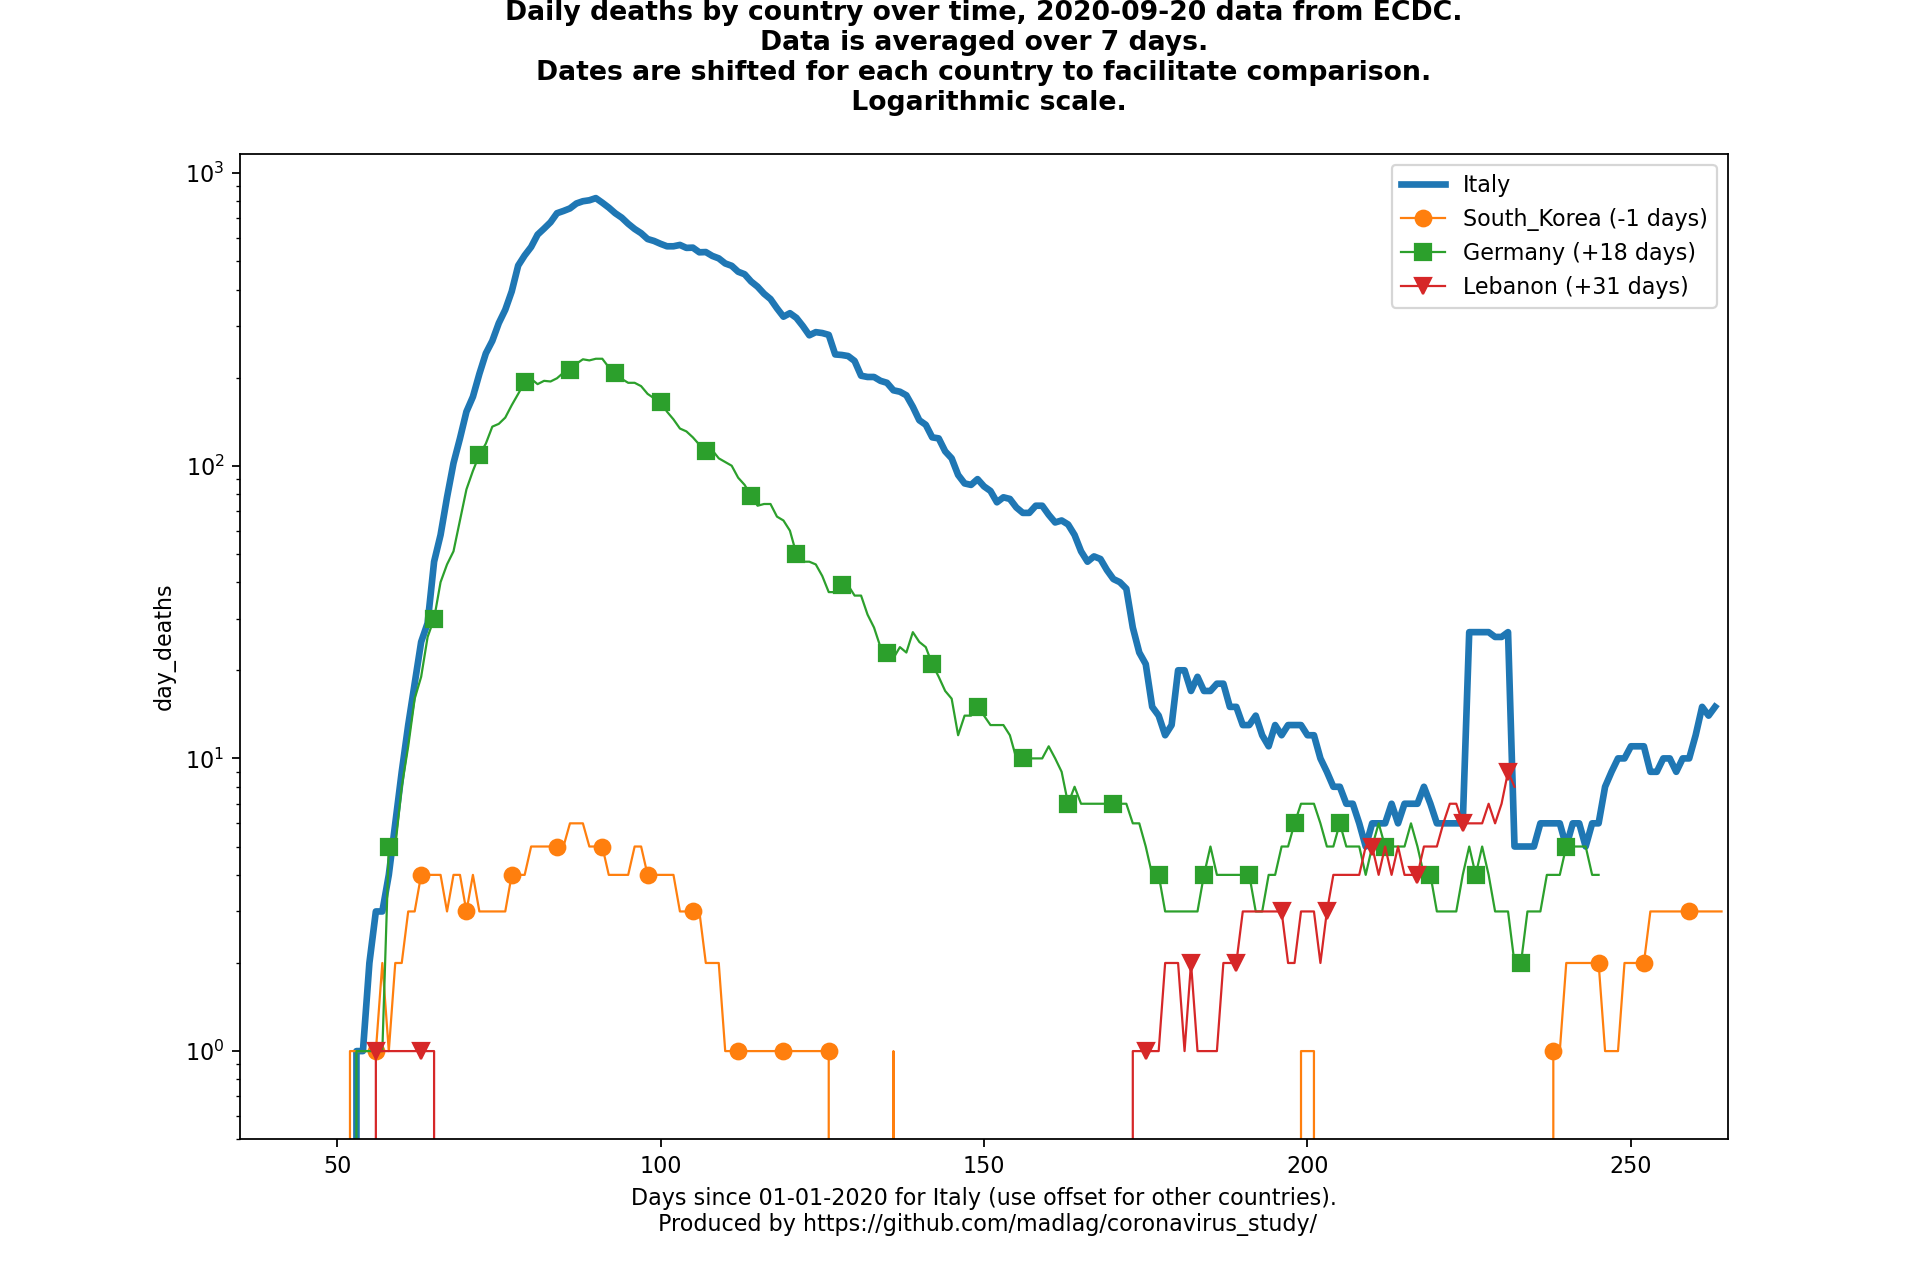 Daily deaths by country over time, 2020-09-20 data from ECDC.
Data is averaged over 7 days.
Dates are shifted for each country to facilitate comparison.
Logarithmic scale.
10³
10²
10¹
10⁰
day_deaths
Italy
South_Korea (-1 days)
Germany (+18 days)
Lebanon (+31 days)
50 100 150 200 250
Days since 01-01-2020 for Italy (use offset for other countries).
Produced by https://github.com/madlag/coronavirus_study/